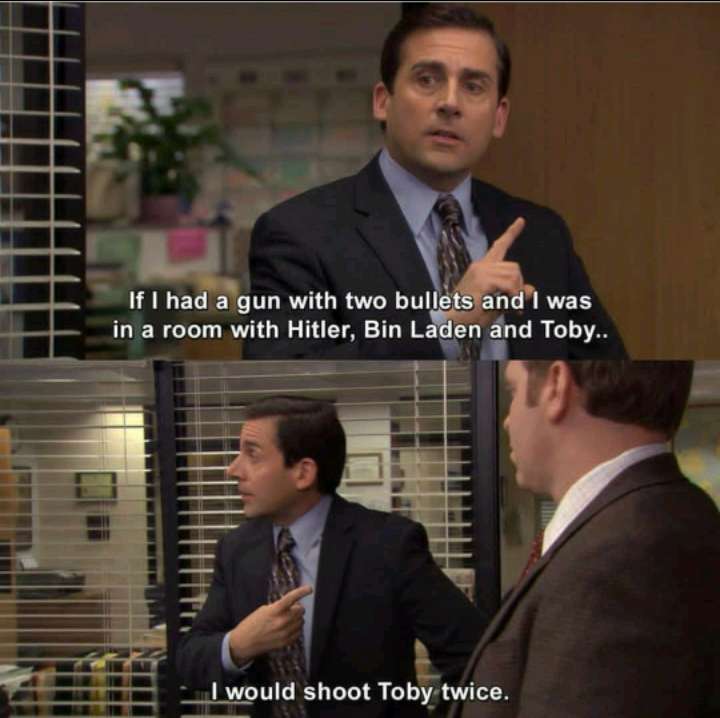 If I had a gun with two bullets and I was
in a room with Hitler, Bin Laden and Toby..
I would shoot Toby twice.